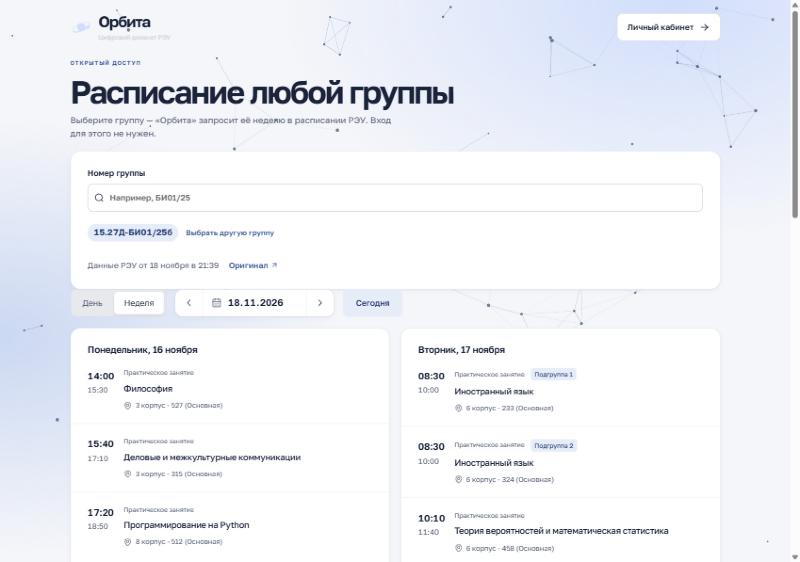 Орбита
Цифровой деканат РЭУ
Личный кабинет
ОТКРЫТЫЙ ДОСТУП
Расписание любой группы
Выберите группу — «Орбита» запросит её неделю в расписании РЭУ. Вход
для этого не нужен.
Номер группы
Например, БИ01/25
15.27Д-БИ01/25б
Выбрать другую группу
Данные РЭУ от 18 ноября в 21:39
Оригинал
День
Неделя
18.11.2026
Сегодня
Понедельник, 16 ноября
14:00
Практическое занятие
15:30
Философия
3 корпус - 527 (Основная)
15:40
Практическое занятие
17:10
Деловые и межкультурные коммуникации
3 корпус - 315 (Основная)
17:20
Практическое занятие
18:50
Программирование на Python
8 корпус - 512 (Основная)
Вторник, 17 ноября
08:30
Практическое занятие
Подгруппа 1
10:00
Иностранный язык
6 корпус - 233 (Основная)
08:30
Практическое занятие
Подгруппа 2
10:00
Иностранный язык
6 корпус - 324 (Основная)
10:10
Практическое занятие
11:40
Теория вероятностей и математическая статистика
6 корпус - 458 (Основная)